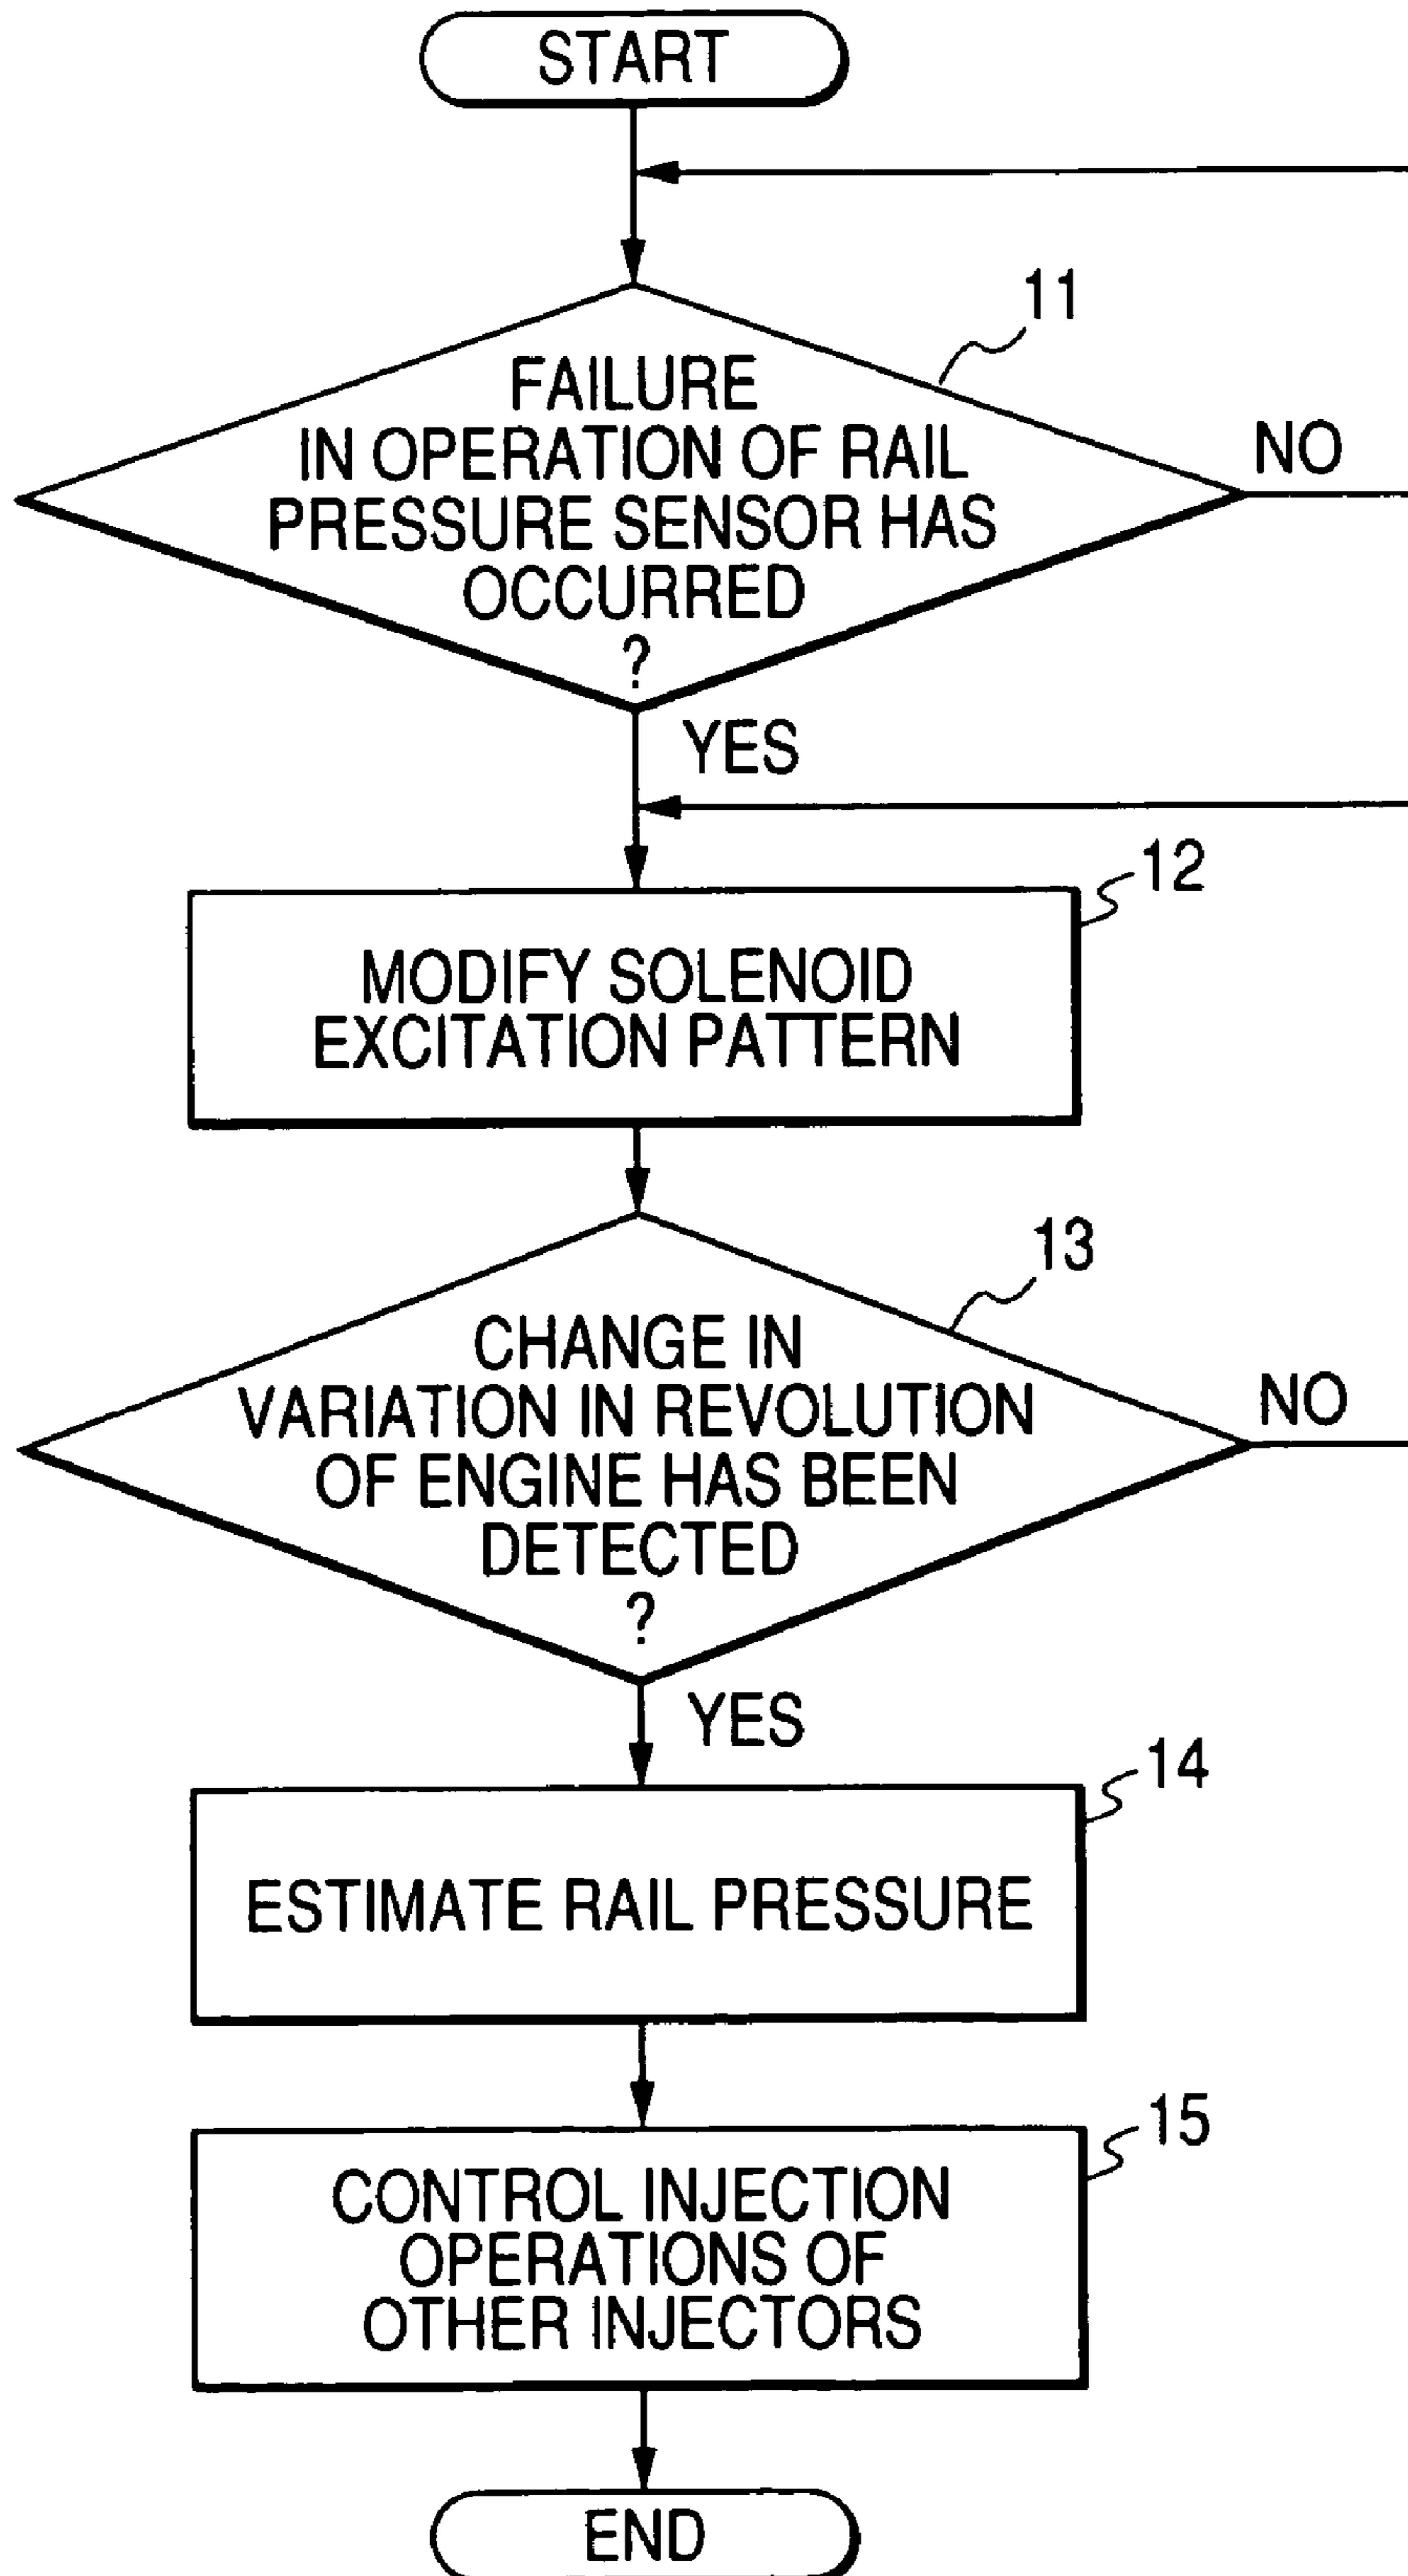 START
11
FAILURE
IN OPERATION OF RAIL
PRESSURE SENSOR HAS
OCCURRED
?
NO
YES
12
MODIFY SOLENOID
EXCITATION PATTERN
13
CHANGE IN
VARIATION IN REVOLUTION
OF ENGINE HAS BEEN
DETECTED
?
NO
YES
14
ESTIMATE RAIL PRESSURE
15
CONTROL INJECTION
OPERATIONS OF
OTHER INJECTORS
END